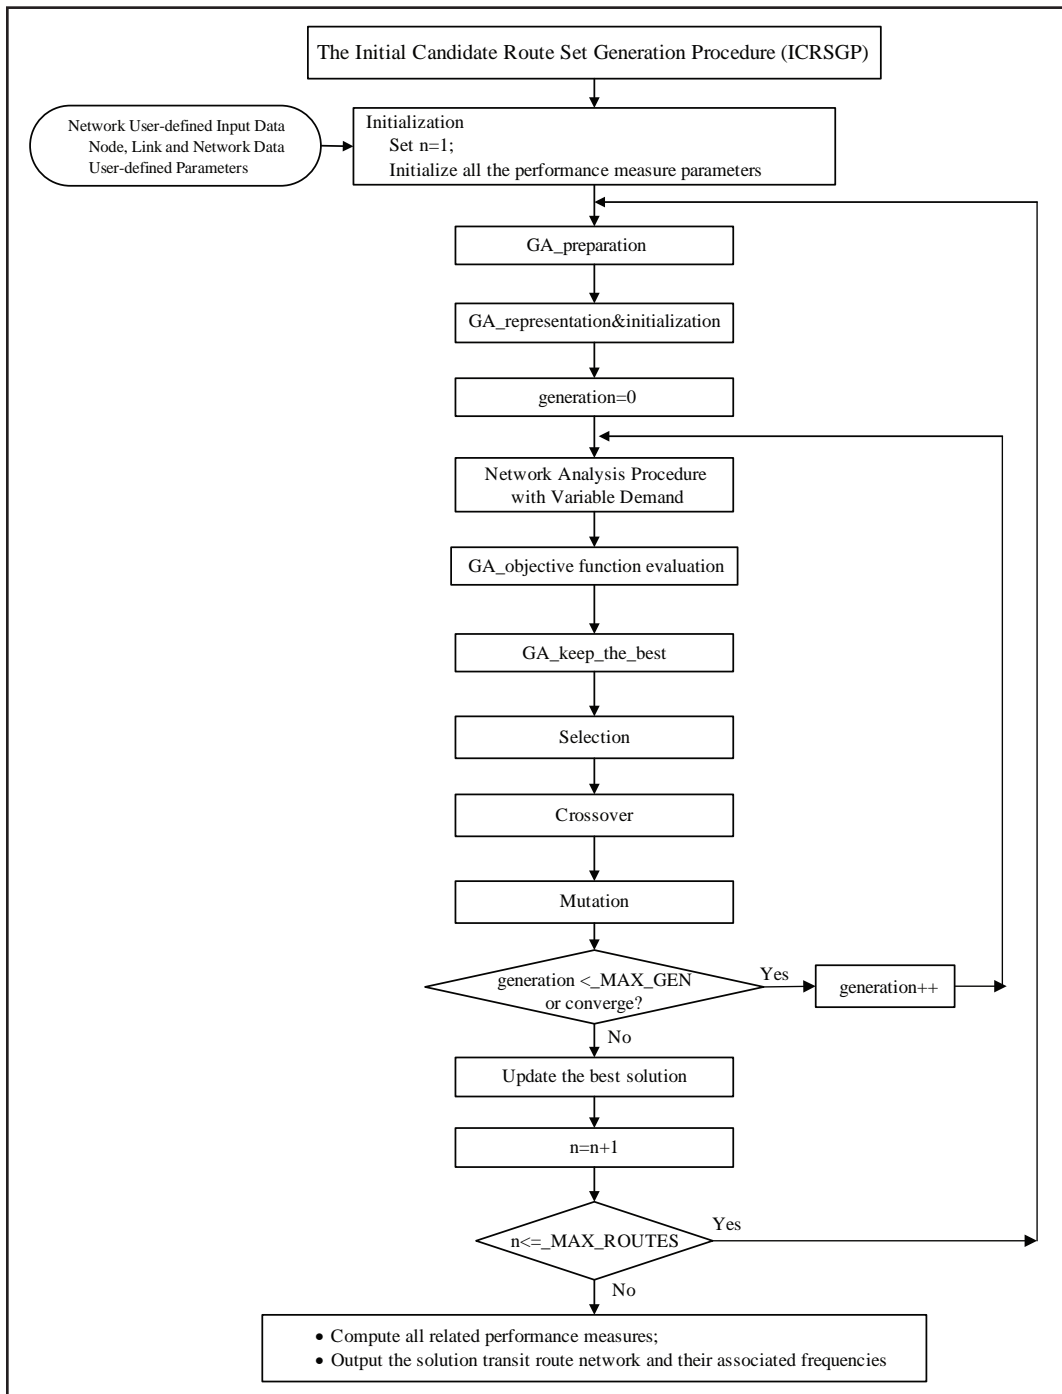 The Initial Candidate Route Set Generation Procedure (ICRSGP)
Network User-defined Input Data
Node, Link and Network Data
User-defined Parameters
Initialization
Set n=1;
Initialize all the performance measure parameters
GA_preparation
GA_representation&initialization
generation=0
Network Analysis Procedure
with Variable Demand
GA_objective function evaluation
GA_keep_the_best
Selection
Crossover
Mutation
generation <_MAX_GEN
or converge?
Yes
generation++
No
Update the best solution
n=n+1
n<=_MAX_ROUTES
Yes
No
• Compute all related performance measures;
• Output the solution transit route network and their associated frequencies